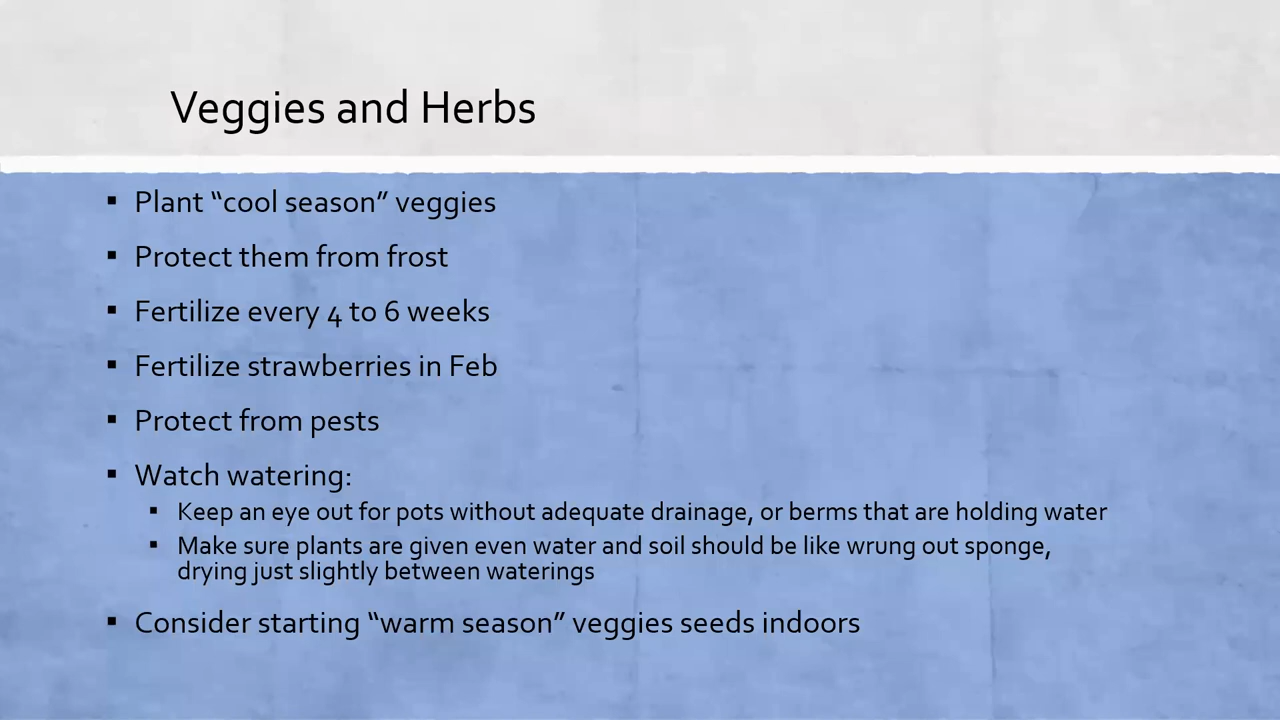 Veggies and Herbs
▪ Plant “cool season” veggies
▪ Protect them from frost
▪ Fertilize every 4 to 6 weeks
▪ Fertilize strawberries in Feb
▪ Protect from pests
▪ Watch watering:
▪ Keep an eye out for pots without adequate drainage, or berms that are holding water
▪ Make sure plants are given even water and soil should be like wrung out sponge,
drying just slightly between waterings
▪ Consider starting “warm season” veggies seeds indoors